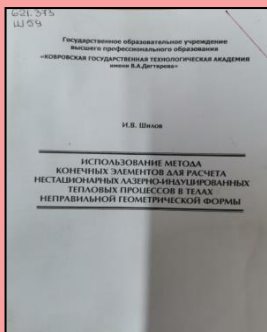 621.373
Ш59
Государственное образовательное учреждение
высшего профессионального образования
«КОВРОВСКАЯ ГОСУДАРСТВЕННАЯ ТЕХНОЛОГИЧЕСКАЯ АКАДЕМИЯ
имени В.А.Дегтярева»
И.В. Шилов
ИСПОЛЬЗОВАНИЕ МЕТОДА
КОНЕЧНЫХ ЭЛЕМЕНТОВ ДЛЯ РАСЧЕТА
НЕСТАЦИОНАРНЫХ ЛАЗЕРНО-ИНДУЦИРОВАННЫХ
ТЕПЛОВЫХ ПРОЦЕССОВ В ТЕЛАХ
НЕПРАВИЛЬНОЙ ГЕОМЕТРИЧЕСКОЙ ФОРМЫ